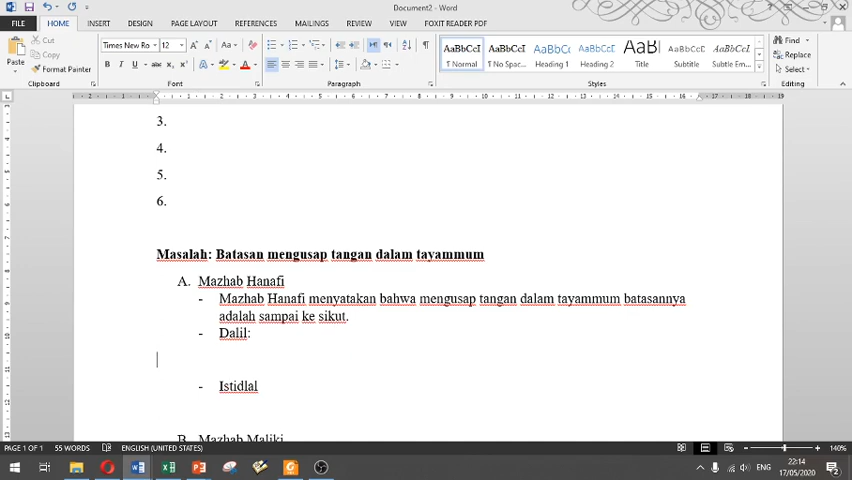 Document2 - Word
FILE HOME INSERT DESIGN PAGE LAYOUT REFERENCES MAILINGS REVIEW VIEW FOXIT READER PDF
Cut
Copy
Paste
Format Painter
Clipboard
Times New Ro 12
Font
Paragraph
AaBbCcI AaBbCcI AaBbCc AaBbCc AaB AaBbCcI AaBbCcI
¶ Normal ¶ No Spac... Heading 1 Heading 2 Title Subtitle Subtle Em...
Styles
Find
Replace
Select
Editing
3.
4.
5.
6.
Masalah: Batasan mengusap tangan dalam tayammum
A. Mazhab Hanafi
- Mazhab Hanafi menyatakan bahwa mengusap tangan dalam tayammum batasannya
adalah sampai ke sikut.
- Dalil:
- Istidlal
B. Mazhab Maliki
PAGE 1 OF 1 55 WORDS ENGLISH (UNITED STATES) 140%
ENG 22:14
17/05/2020